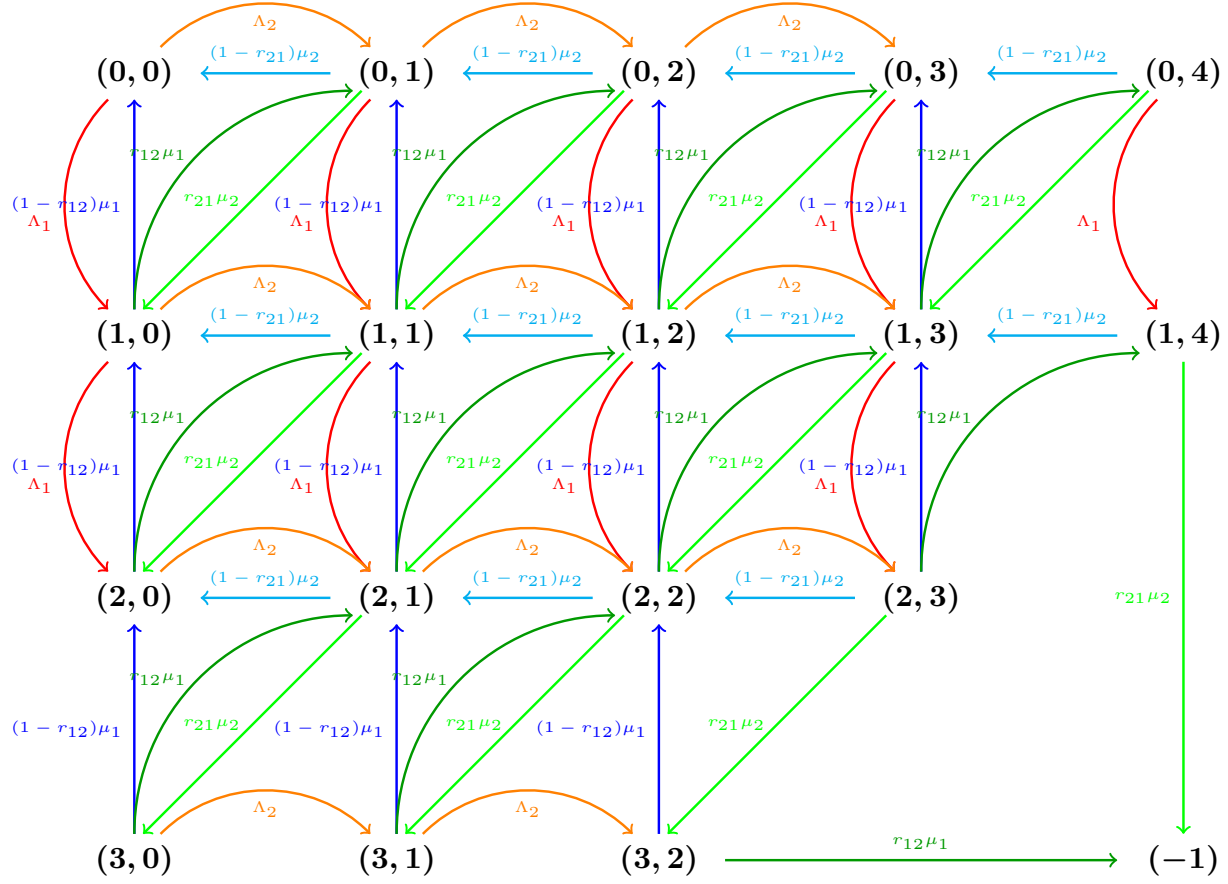 Λ₂ Λ₂ Λ₂
(1 − r₂₁)μ₂ (1 − r₂₁)μ₂ (1 − r₂₁)μ₂ (1 − r₂₁)μ₂
(0, 0) (0, 1) (0, 2) (0, 3) (0, 4)
r₁₂μ₁ r₁₂μ₁ r₁₂μ₁ r₁₂μ₁
(1 − r₁₂)μ₁ r₂₁μ₂ (1 − r₁₂)μ₁ r₂₁μ₂ (1 − r₁₂)μ₁ r₂₁μ₂ (1 − r₁₂)μ₁ r₂₁μ₂
Λ₁ Λ₁ Λ₁ Λ₁ Λ₁
Λ₂ Λ₂ Λ₂
(1 − r₂₁)μ₂ (1 − r₂₁)μ₂ (1 − r₂₁)μ₂ (1 − r₂₁)μ₂
(1, 0) (1, 1) (1, 2) (1, 3) (1, 4)
r₁₂μ₁ r₁₂μ₁ r₁₂μ₁ r₁₂μ₁
(1 − r₁₂)μ₁ r₂₁μ₂ (1 − r₁₂)μ₁ r₂₁μ₂ (1 − r₁₂)μ₁ r₂₁μ₂ (1 − r₁₂)μ₁
Λ₁ Λ₁ Λ₁ Λ₁
Λ₂ Λ₂ Λ₂
(1 − r₂₁)μ₂ (1 − r₂₁)μ₂ (1 − r₂₁)μ₂
(2, 0) (2, 1) (2, 2) (2, 3)
r₂₁μ₂
r₁₂μ₁ r₁₂μ₁
(1 − r₁₂)μ₁ r₂₁μ₂ (1 − r₁₂)μ₁ r₂₁μ₂ (1 − r₁₂)μ₁ r₂₁μ₂
Λ₂ Λ₂
r₁₂μ₁
(3, 0) (3, 1) (3, 2) (−1)